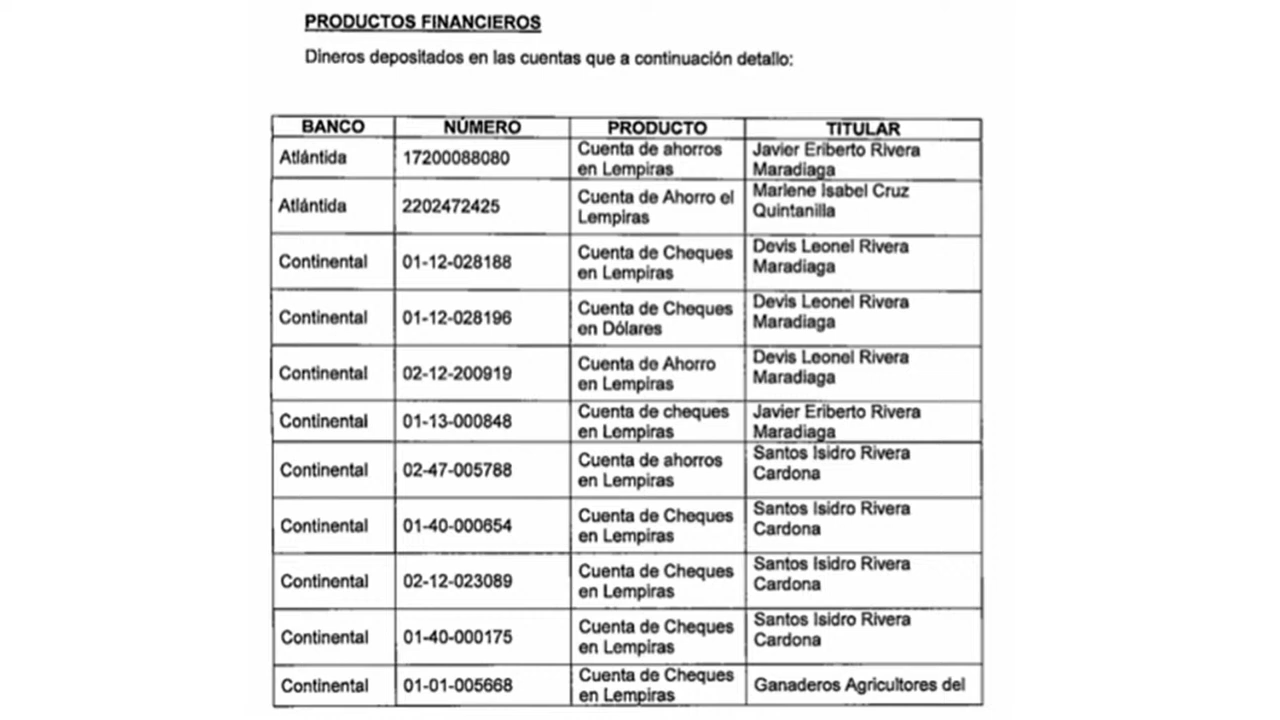 PRODUCTOS FINANCIEROS
Dineros depositados en las cuentas que a continuación detallo:
BANCO NÚMERO PRODUCTO TITULAR
Atlántida 17200088080 Cuenta de ahorros en Lempiras Javier Eriberto Rivera Maradiaga
Atlántida 2202472425 Cuenta de Ahorro el Lempiras Marlene Isabel Cruz Quintanilla
Continental 01-12-028188 Cuenta de Cheques en Lempiras Devis Leonel Rivera Maradiaga
Continental 01-12-028196 Cuenta de Cheques en Dólares Devis Leonel Rivera Maradiaga
Continental 02-12-200919 Cuenta de Ahorro en Lempiras Devis Leonel Rivera Maradiaga
Continental 01-13-000848 Cuenta de cheques en Lempiras Javier Eriberto Rivera Maradiaga
Continental 02-47-005788 Cuenta de ahorros en Lempiras Santos Isidro Rivera Cardona
Continental 01-40-000654 Cuenta de Cheques en Lempiras Santos Isidro Rivera Cardona
Continental 02-12-023089 Cuenta de Cheques en Lempiras Santos Isidro Rivera Cardona
Continental 01-40-000175 Cuenta de Cheques en Lempiras Santos Isidro Rivera Cardona
Continental 01-01-005668 Cuenta de Cheques en Lempiras Ganaderos Agricultores del